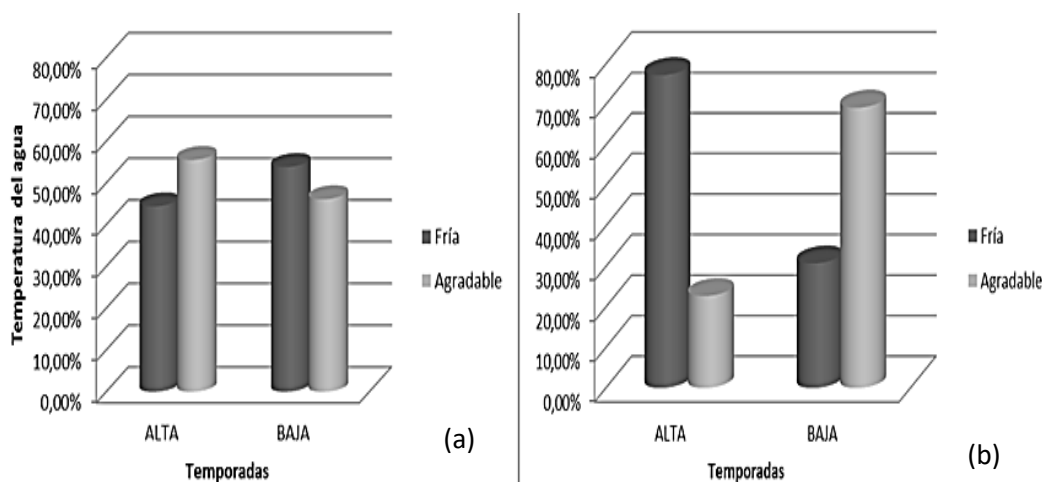 Temperatura del agua
80,00%
70,00%
60,00%
50,00%
40,00%
30,00%
20,00%
10,00%
0,00%
ALTA
BAJA
Temporadas
Fría
Agradable
(a)
80,00%
70,00%
60,00%
50,00%
40,00%
30,00%
20,00%
10,00%
0,00%
ALTA
BAJA
Temporadas
Fría
Agradable
(b)